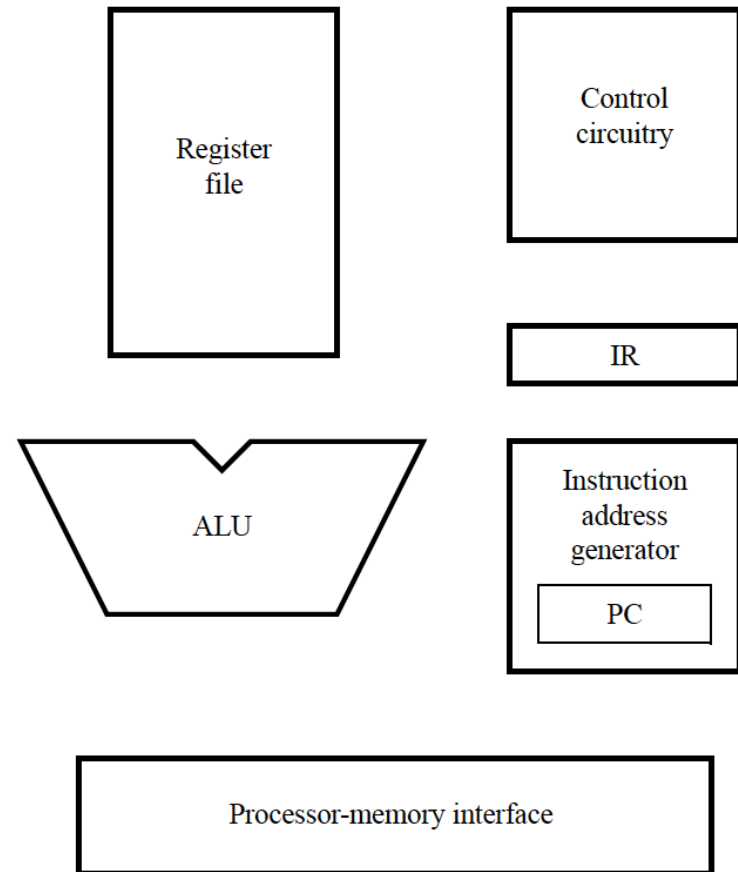 Register
file
Control
circuitry
IR
ALU
Instruction
address
generator
PC
Processor-memory interface